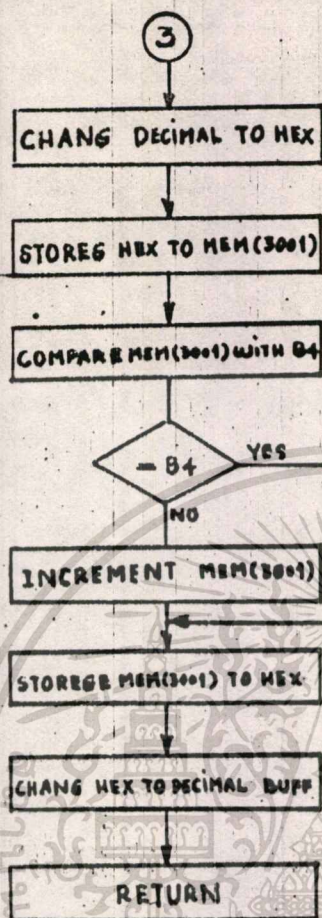 3
CHANG DECIMAL TO HEX
STOREG HEX TO MEM(3001)
COMPARE MEM(3001) WITH B4
= B4
YES
NO
INCREMENT MEM(3001)
STOREGE MEM(3001) TO HEX
CHANG HEX TO DECIMAL BUFF
RETURN